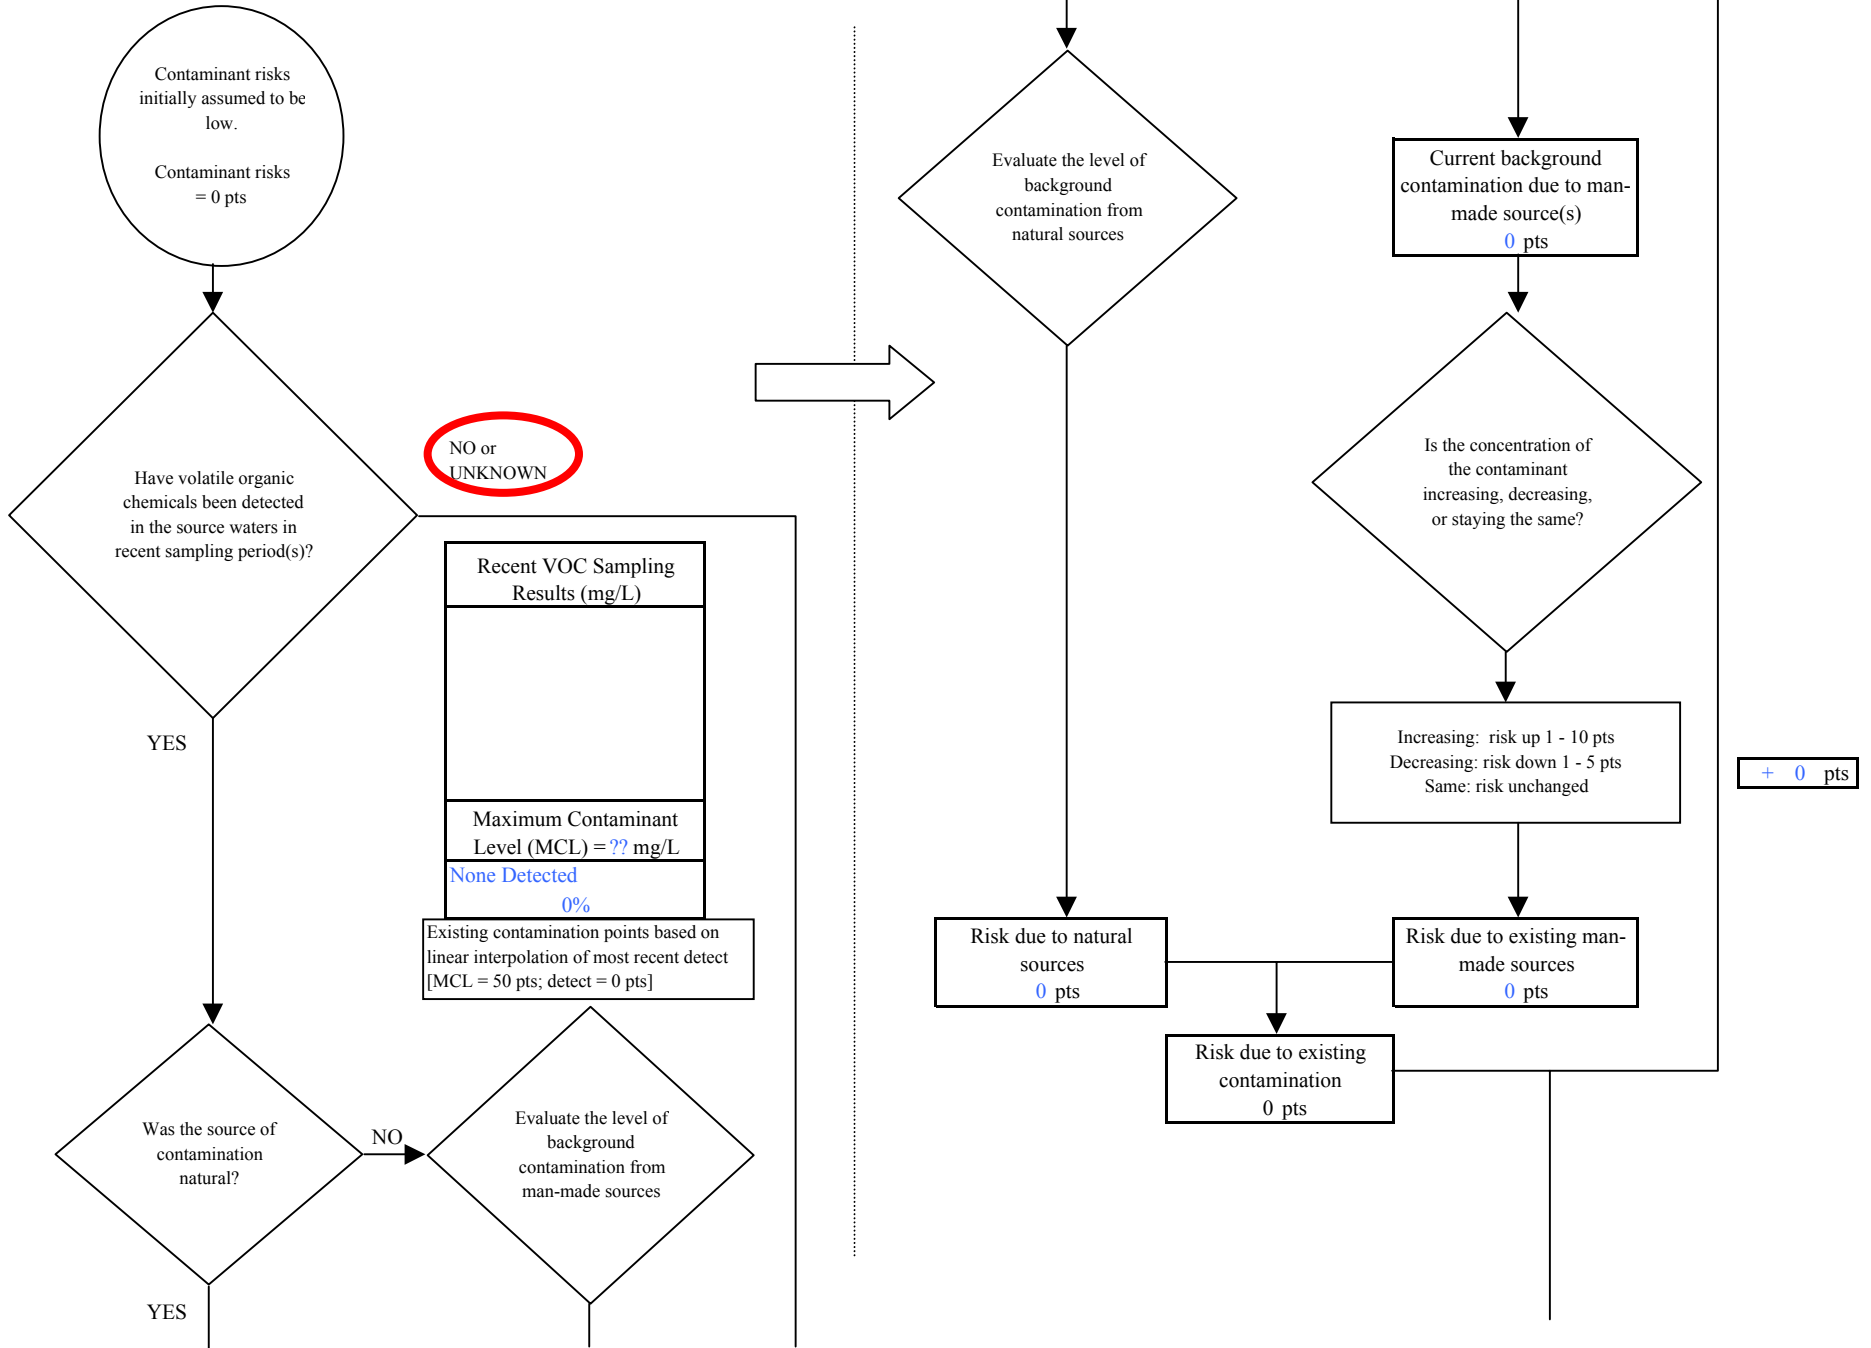 Contaminant risks
initially assumed to be
low.
Contaminant risks
= 0 pts
Have volatile organic
chemicals been detected
in the source waters in
recent sampling period(s)?
NO or
UNKNOWN
YES
Recent VOC Sampling
Results (mg/L)
Maximum Contaminant
Level (MCL) = ?? mg/L
None Detected
0%
Existing contamination points based on
linear interpolation of most recent detect
[MCL = 50 pts; detect = 0 pts]
Was the source of
contamination
natural?
NO
YES
Evaluate the level of
background
contamination from
man-made sources
Evaluate the level of
background
contamination from
natural sources
Current background
contamination due to man-
made source(s)
0 pts
Is the concentration of
the contaminant
increasing, decreasing,
or staying the same?
Increasing: risk up 1 - 10 pts
Decreasing: risk down 1 - 5 pts
Same: risk unchanged
+ 0 pts
Risk due to natural
sources
0 pts
Risk due to existing man-
made sources
0 pts
Risk due to existing
contamination
0 pts